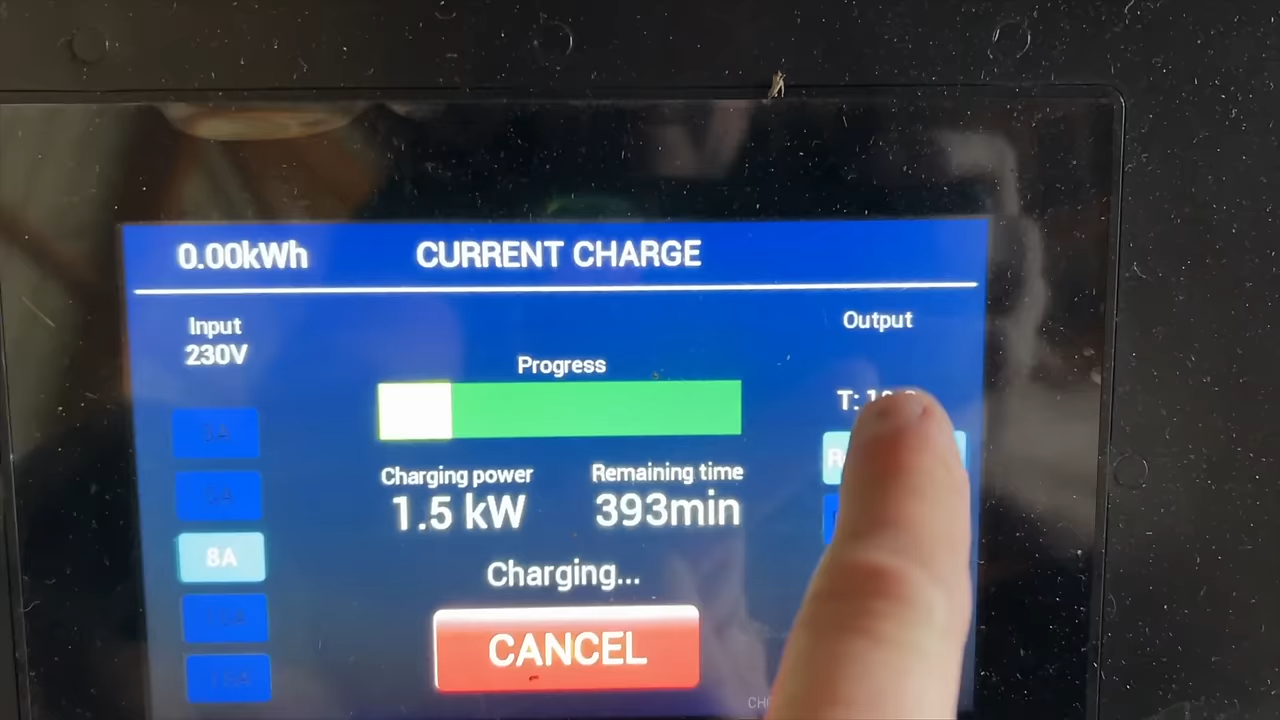 0.00kWh CURRENT CHARGE
Input
230V
Output
Progress
T:
8A
Charging power
1.5 kW
Remaining time
393min
Charging...
CANCEL